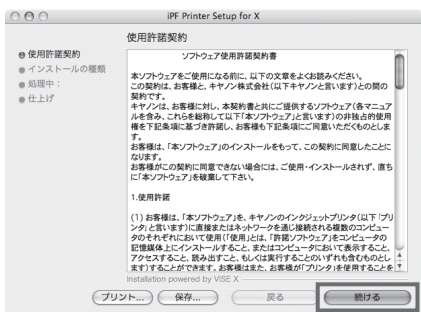 iPF Printer Setup for X
使用許諾契約
使用許諾契約
インストールの種類
処理中：
仕上げ
ソフトウェア使用許諾契約書
本ソフトウェアをご使用になる前に、以下の文章をよくお読みください。
この契約は、お客様と、キヤノン株式会社（以下キヤノンと言います）との間の
契約です。
キヤノンは、お客様に対し、本契約書と共にご提供するソフトウェア（各マニュア
ルを含み、これらを総称して以下「本ソフトウェア」と言います）の非独占的使用
権を下記条項に基づき許諾し、お客様も下記条項にご同意いただくものとしま
す。
お客様は、「本ソフトウェア」のインストールをもって、この契約に同意したことに
なります。
お客様がこの契約に同意できない場合には、ご使用・インストールされず、直ち
に「本ソフトウェア」を破棄して下さい。
1.使用許諾
(1) お客様は、「本ソフトウェア」を、キヤノンのインクジェットプリンタ（以下「プリ
ンタ」と言います）に直接またはネットワークを通じ接続される複数のコンピュー
タのそれぞれにおいて使用（「使用」とは、「許諾ソフトウェア」をコンピュータの
記憶媒体上にインストールすること、またはコンピュータにおいて表示すること、
アクセスすること、読み出すこと、もしくは実行することのいずれも含むものとし
ます）することができます。お客様はまた、お客様が「プリンタ」を使用することを
Installation powered by VISE X
プリント...
保存...
戻る
続ける